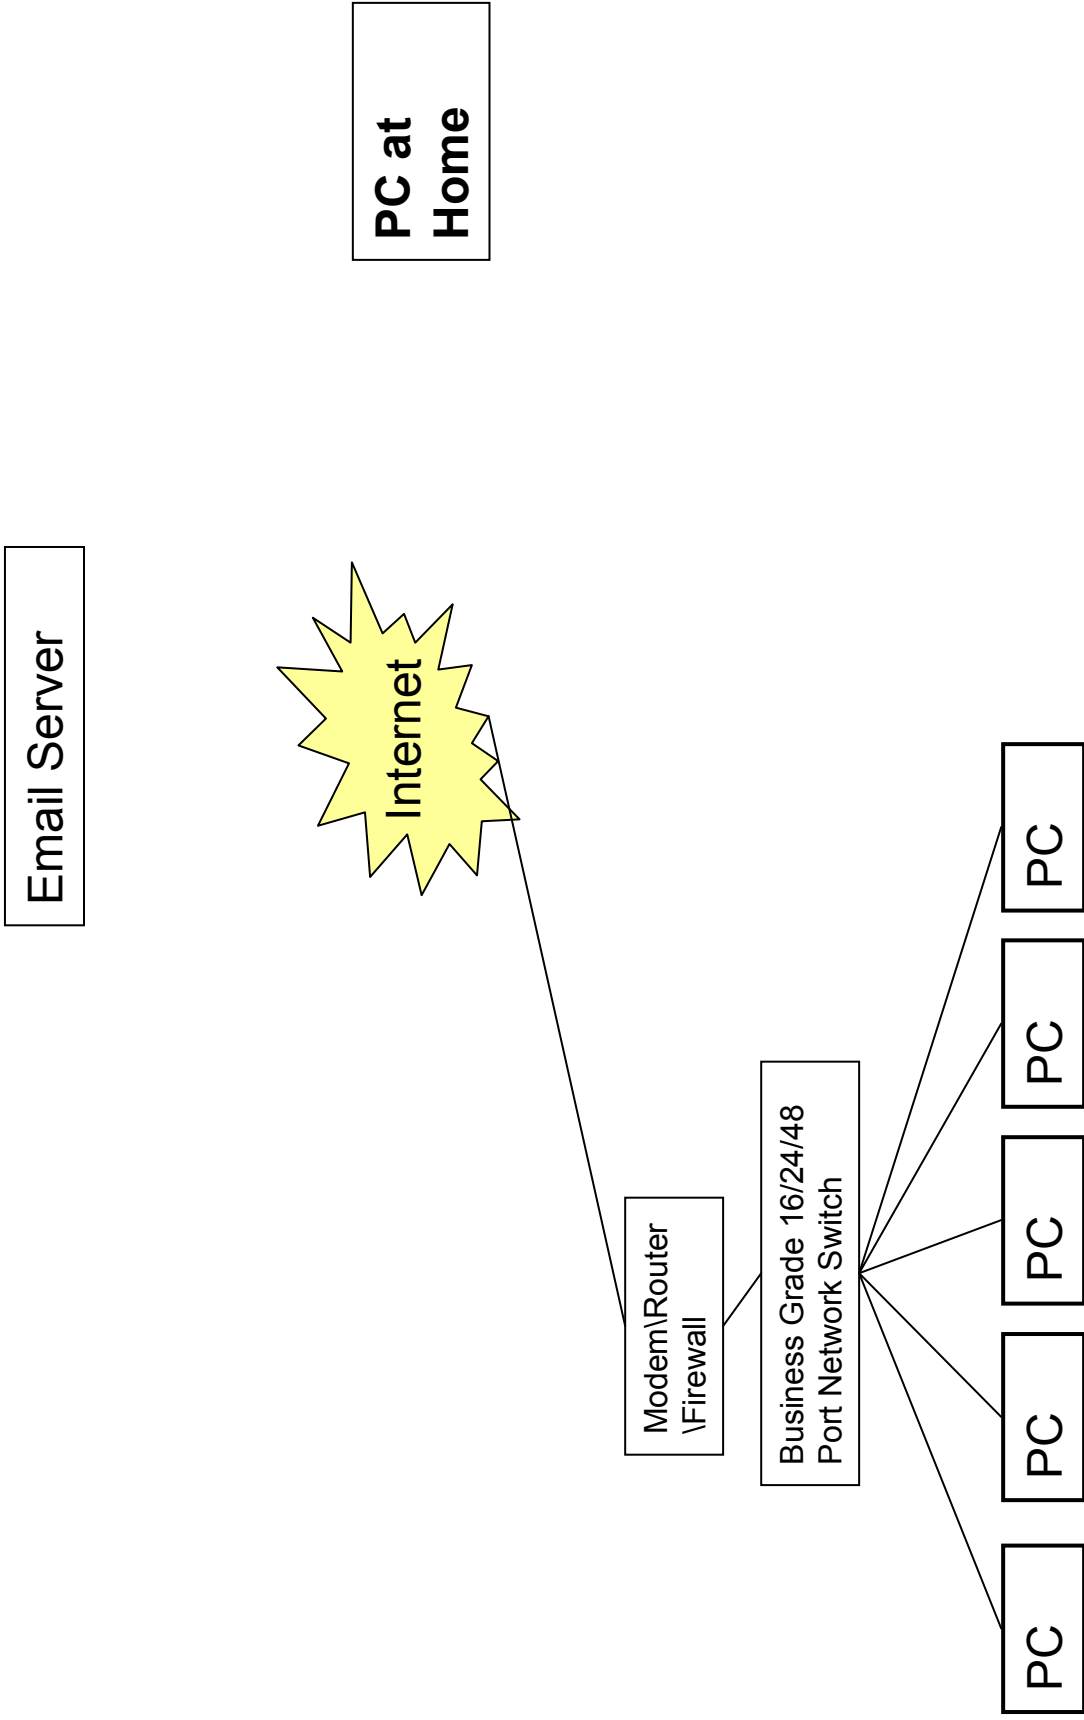 Email Server
PC at
Home
Internet
Modem\Router
\Firewall
Business Grade 16/24/48
Port Network Switch
PC
PC
PC
PC
PC